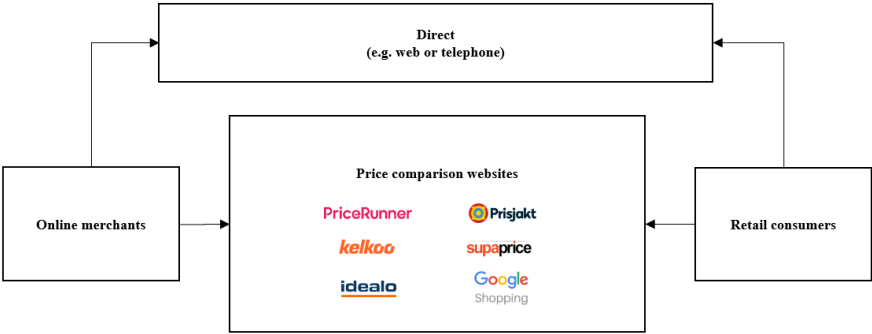 Direct
(e.g. web or telephone)
Price comparison websites
PriceRunner
Prisjakt
Online merchants
Retail consumers
kelkoo
supaprice
idealo
Google
Shopping